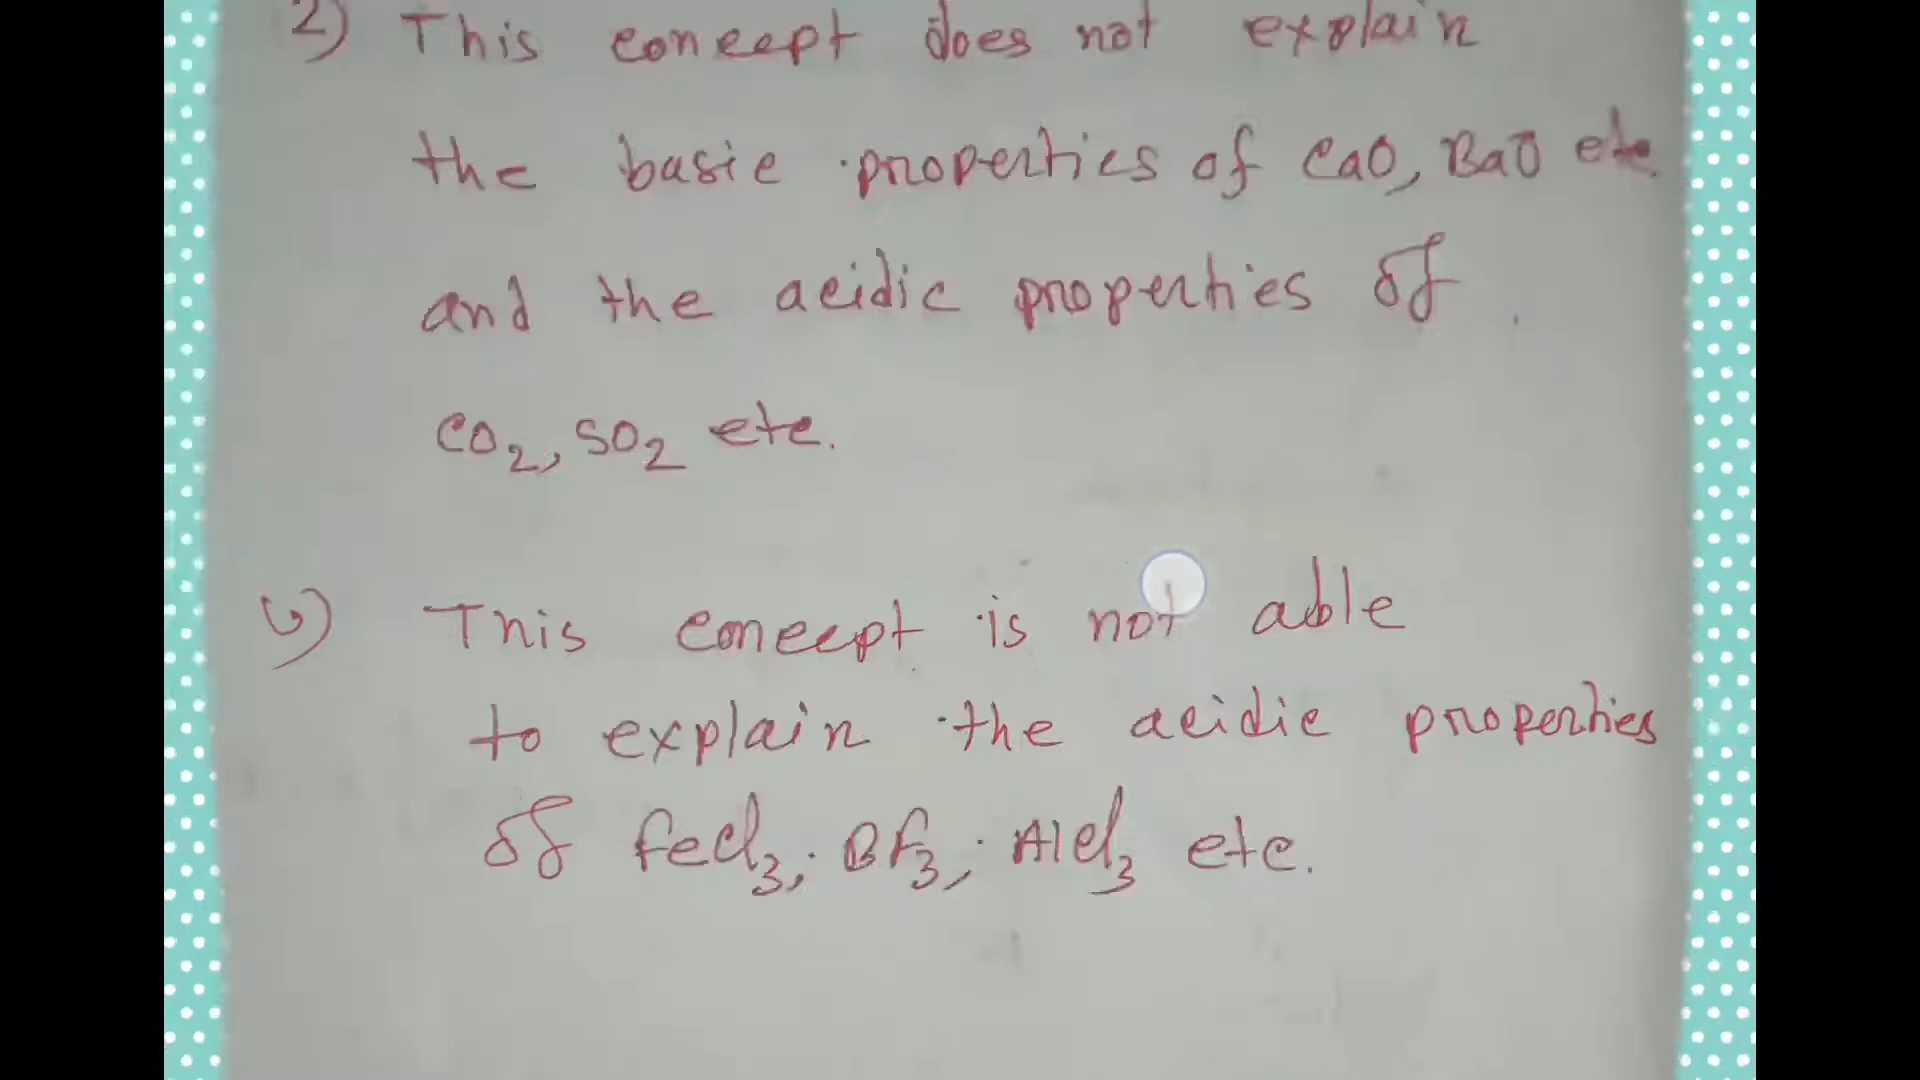 2) This concept does not explain
the basic properties of CaO, BaO etc
and the acidic properties of
CO2, SO2 etc.
This concept is not able
to explain the acidic properties
of FeCl3, BF3, AlCl3 etc.